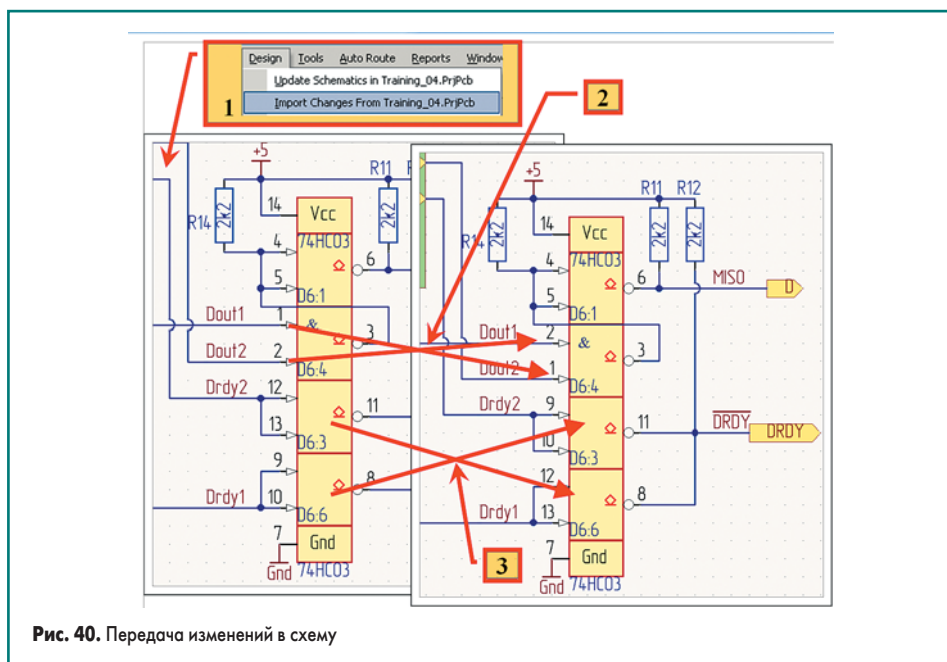 Design Tools Auto Route Reports Window
Update Schematics in Training_04.PrjPcb
1
Import Changes From Training_04.PrjPcb
2
+5
R11
14
Vcc
R14
2k2
2k2
74HC03
4
6
5
D6:1
Dout1
1
&
3
Dout2
2
D6:4
Drdy2
12
11
13
D6:3
9
8
Drdy1
10
D6:6
7
Gnd
Gnd
74HC03
+5
R11
R12
14
Vcc
R14
2k2
2k2
2k2
74HC03
4
6
MISO
D
5
D6:1
Dout1
2
&
3
Dout2
1
D6:4
Drdy2
9
11
DRDY
DRDY
10
D6:3
12
8
Drdy1
13
D6:6
7
Gnd
Gnd
74HC03
3
Рис. 40. Передача изменений в схему